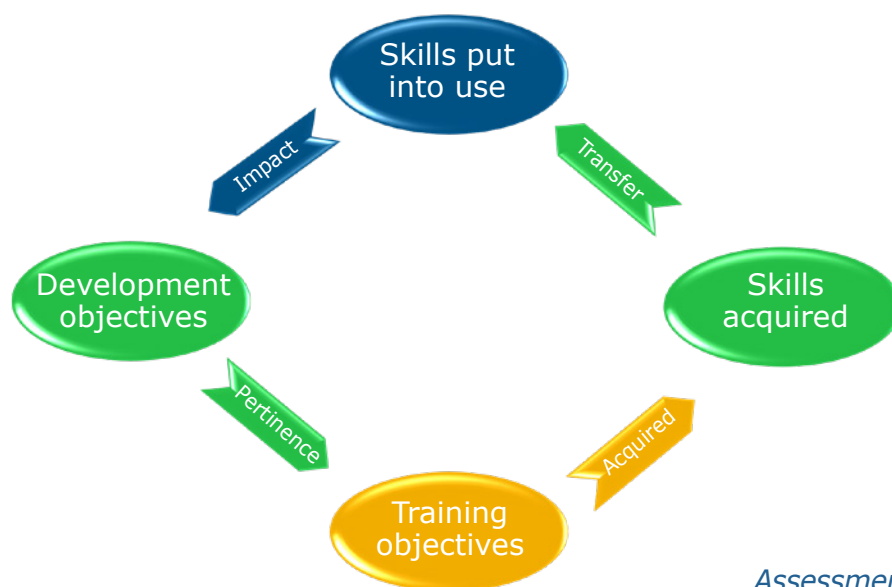 Skills put
into use
Impact
Transfer
Development
objectives
Skills
acquired
Pertinence
Acquired
Training
objectives